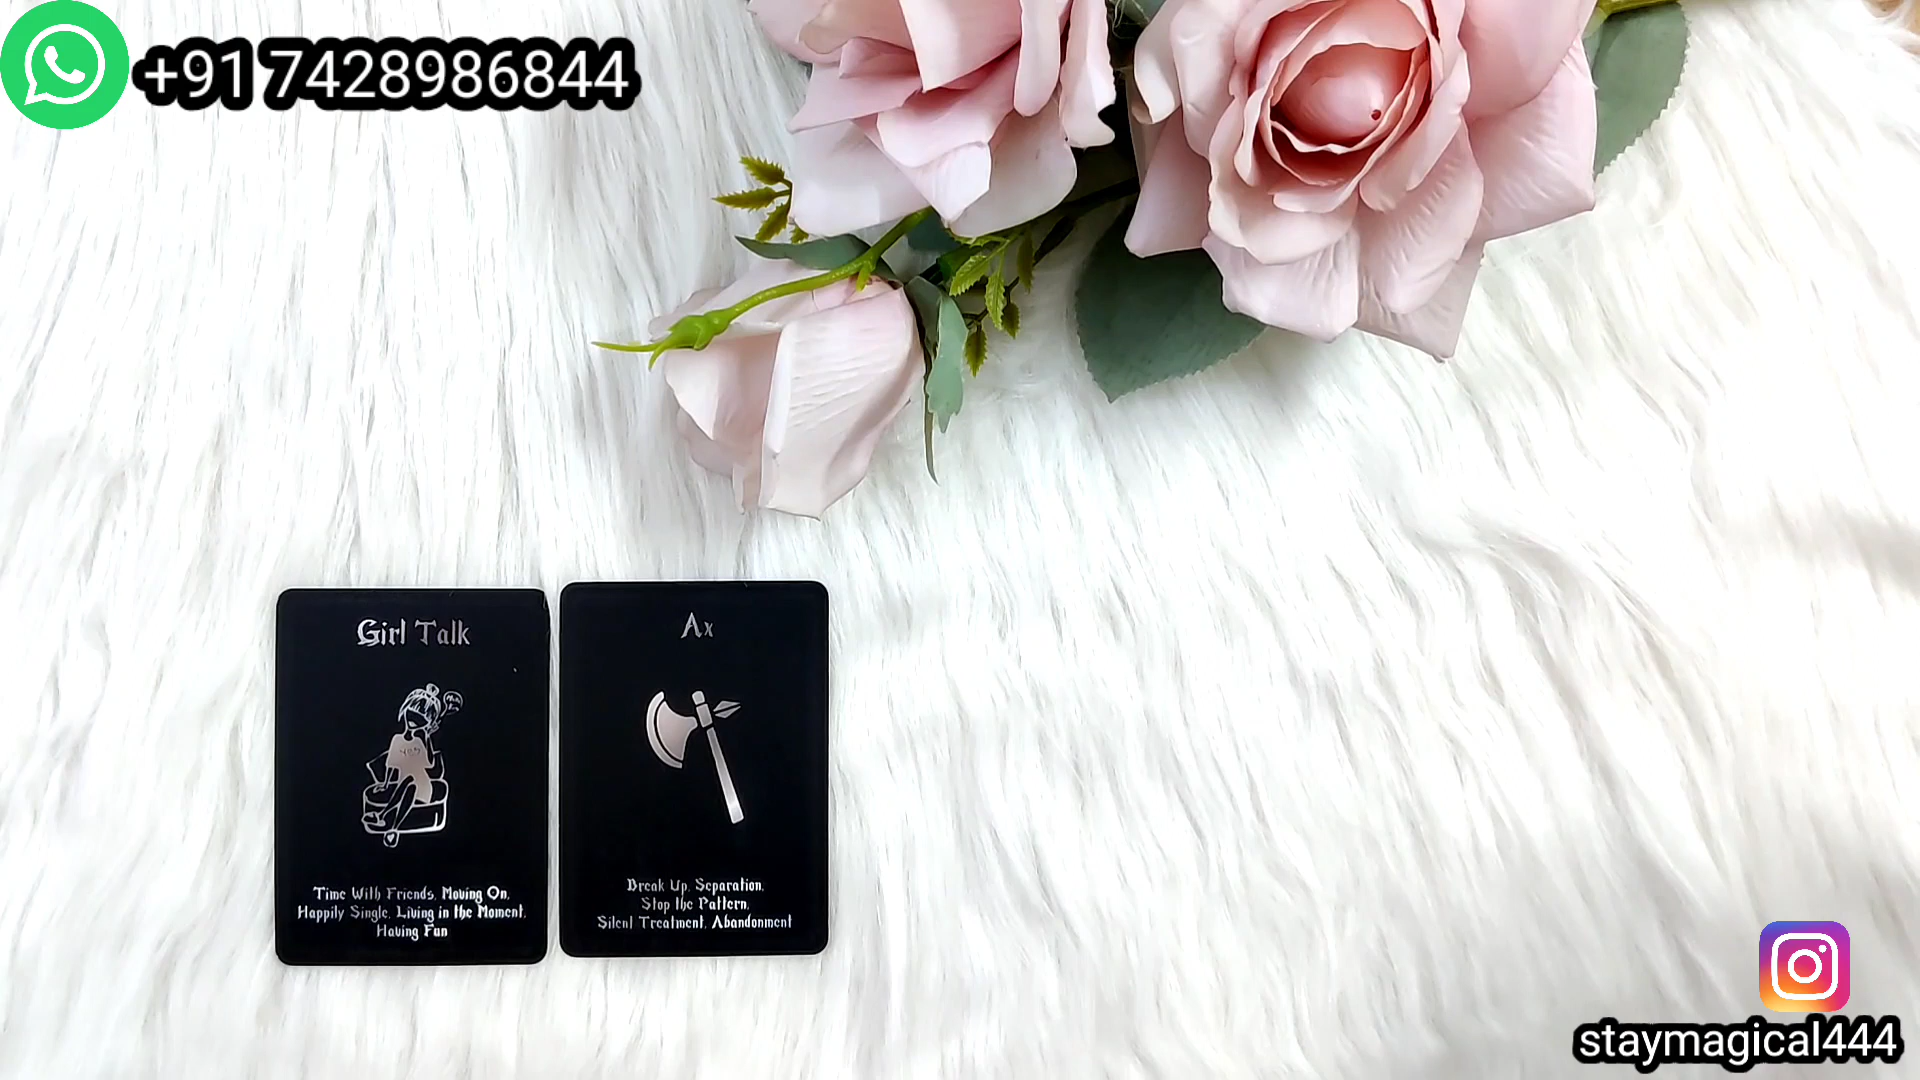 +91 7428986844
Girl Talk
Time With Friends, Moving On,
Happily Single, Living in the Moment,
Having Fun
Ax
Break Up, Separation,
Stop the Pattern,
Silent Treatment, Abandonment
staymagical444